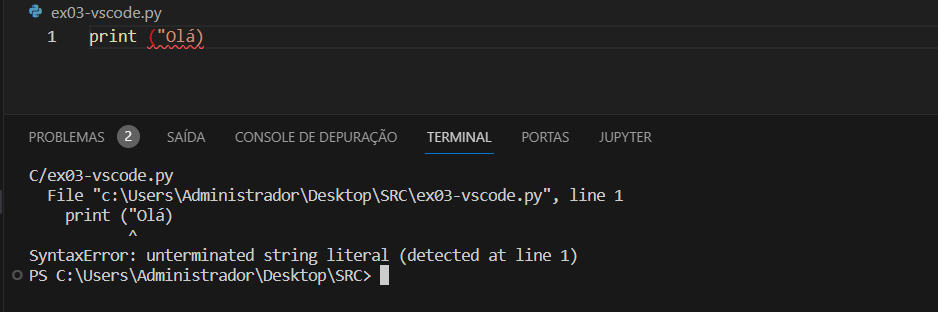 ex03-vscode.py
1 print ("Olá)
PROBLEMAS 2 SAÍDA CONSOLE DE DEPURAÇÃO TERMINAL PORTAS JUPYTER
C/ex03-vscode.py
  File "c:\Users\Administrador\Desktop\SRC\ex03-vscode.py", line 1
    print ("Olá)
           ^
SyntaxError: unterminated string literal (detected at line 1)
PS C:\Users\Administrador\Desktop\SRC>